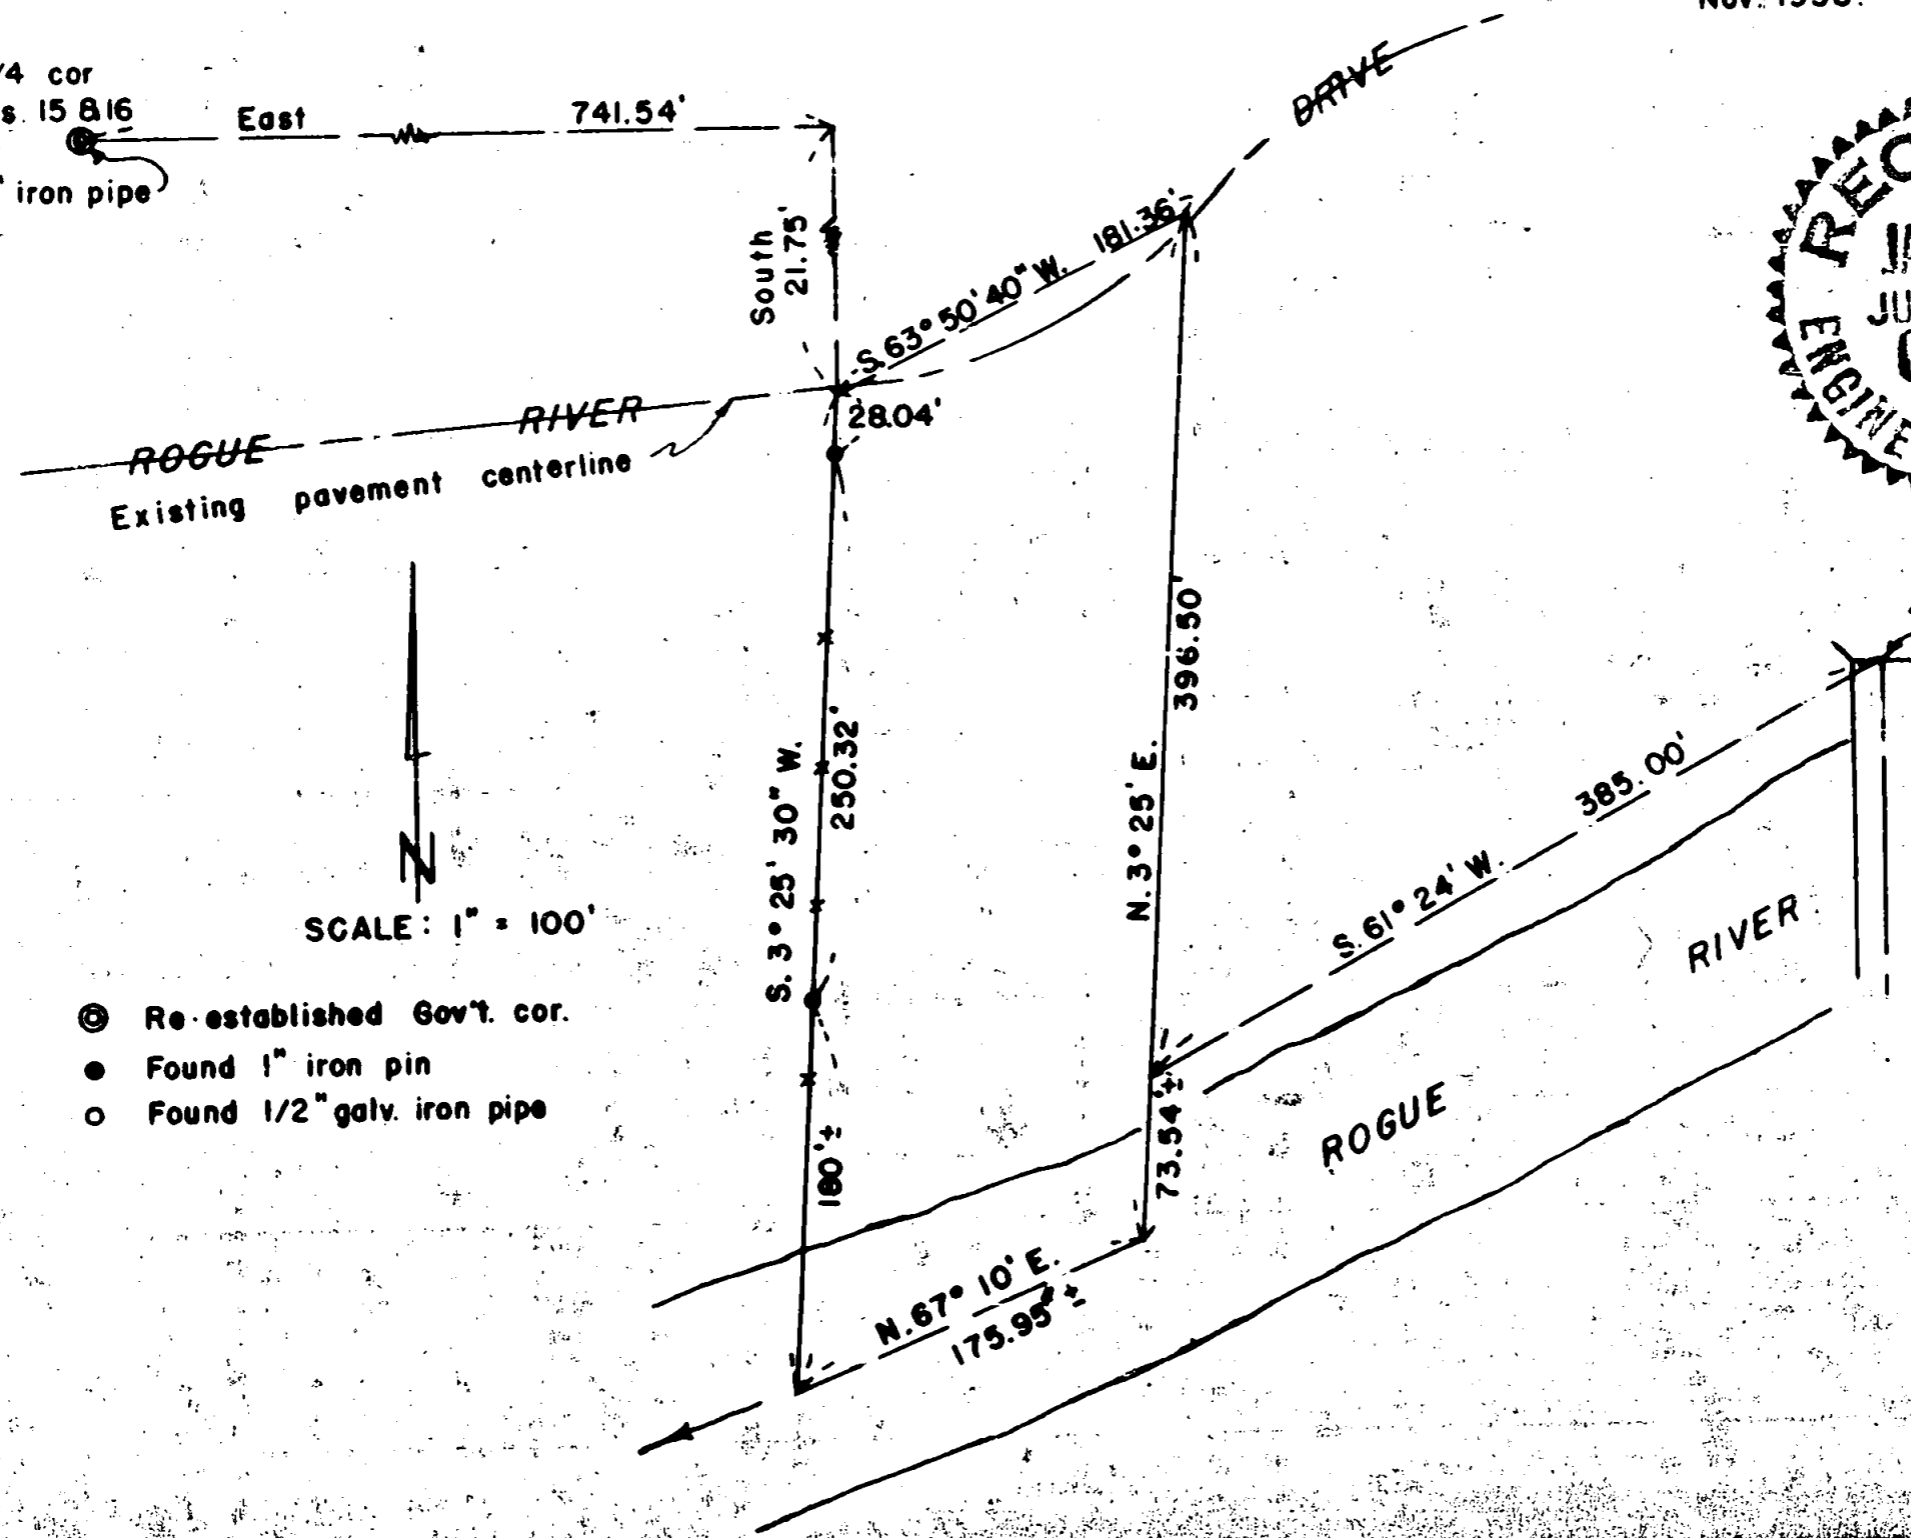 Nov. 1956.
/4 cor
s. 15 & 16
East 741.54'
" iron pipe
South
21.75'
DRIVE
S. 63° 50' 40" W. 181.36'
28.04'
ROGUE RIVER
Existing pavement centerline
396.50'
N. 3° 25' E.
S. 3° 25' 30" W.
250.32'
385.00'
S. 61° 24' W.
N
SCALE: 1" = 100'
Re-established Gov't. cor.
Found 1" iron pin
Found 1/2" galv. iron pipe
RIVER
ROGUE
73.54'±
180'±
N. 67° 10' E.
175.95'±
ENGINE